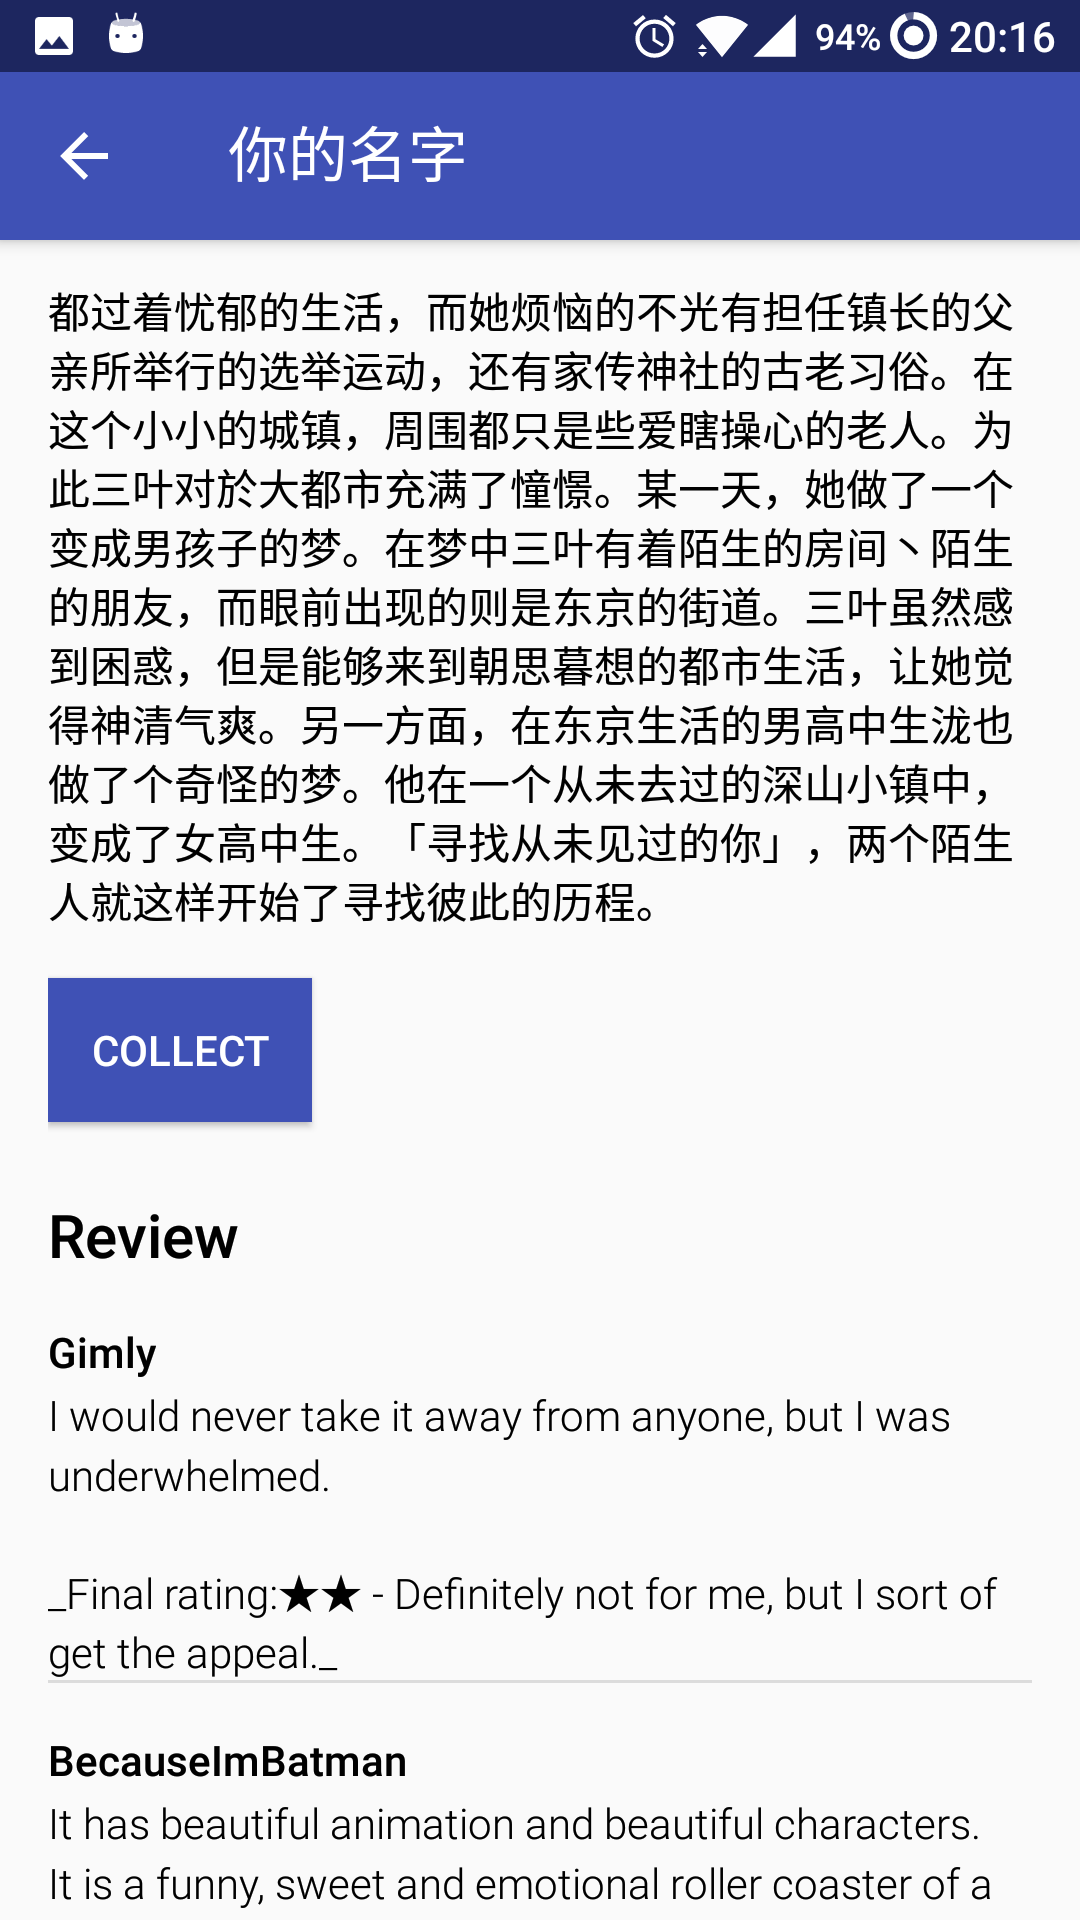 94% 20:16
你的名字
都过着忧郁的生活，而她烦恼的不光有担任镇长的父
亲所举行的选举运动，还有家传神社的古老习俗。在
这个小小的城镇，周围都只是些爱瞎操心的老人。为
此三叶对於大都市充满了憧憬。某一天，她做了一个
变成男孩子的梦。在梦中三叶有着陌生的房间丶陌生
的朋友，而眼前出现的则是东京的街道。三叶虽然感
到困惑，但是能够来到朝思暮想的都市生活，让她觉
得神清气爽。另一方面，在东京生活的男高中生泷也
做了个奇怪的梦。他在一个从未去过的深山小镇中，
变成了女高中生。「寻找从未见过的你」，两个陌生
人就这样开始了寻找彼此的历程。
COLLECT
Review
Gimly
I would never take it away from anyone, but I was
underwhelmed.
_Final rating:★★ - Definitely not for me, but I sort of
get the appeal._
BecauseImBatman
It has beautiful animation and beautiful characters.
It is a funny, sweet and emotional roller coaster of a